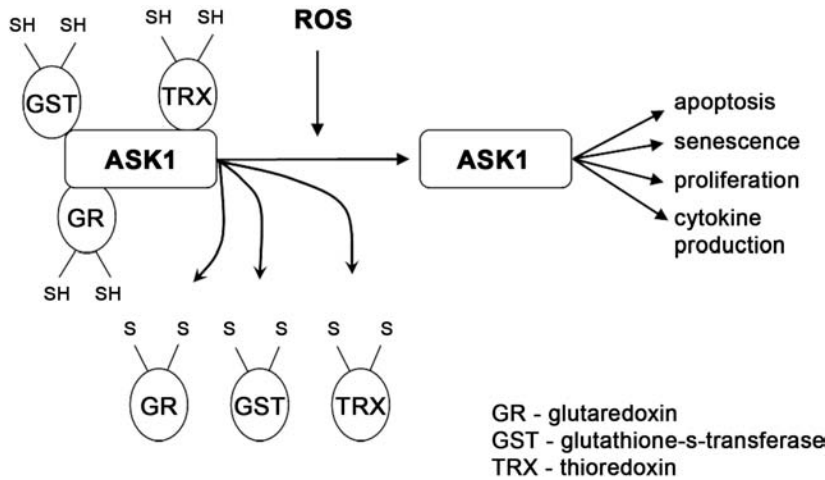 SH SH
SH SH
ROS
GST
TRX
ASK1
ASK1
apoptosis
senescence
proliferation
cytokine
production
GR
SH SH
S S S S S S
GR GST TRX
GR - glutaredoxin
GST - glutathione-s-transferase
TRX - thioredoxin